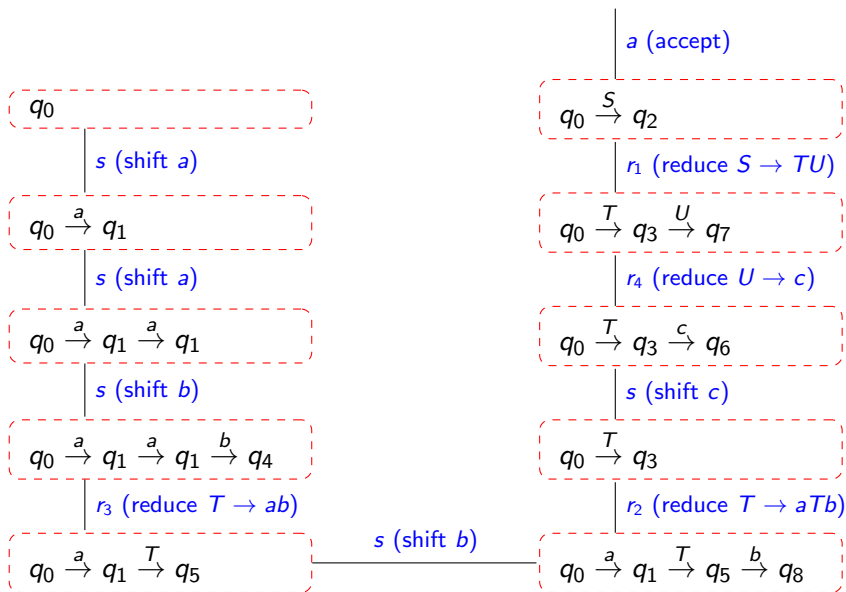 q₀
s (shift a)
q₀ →ᵃ q₁
s (shift a)
q₀ →ᵃ q₁ →ᵃ q₁
s (shift b)
q₀ →ᵃ q₁ →ᵃ q₁ →ᵇ q₄
r₃ (reduce T → ab)
q₀ →ᵃ q₁ →ᵀ q₅
s (shift b)
q₀ →ᵃ q₁ →ᵀ q₅ →ᵇ q₈
r₂ (reduce T → aTb)
q₀ →ᵀ q₃
s (shift c)
q₀ →ᵀ q₃ →ᶜ q₆
r₄ (reduce U → c)
q₀ →ᵀ q₃ →ᵁ q₇
r₁ (reduce S → TU)
q₀ →ˢ q₂
a (accept)